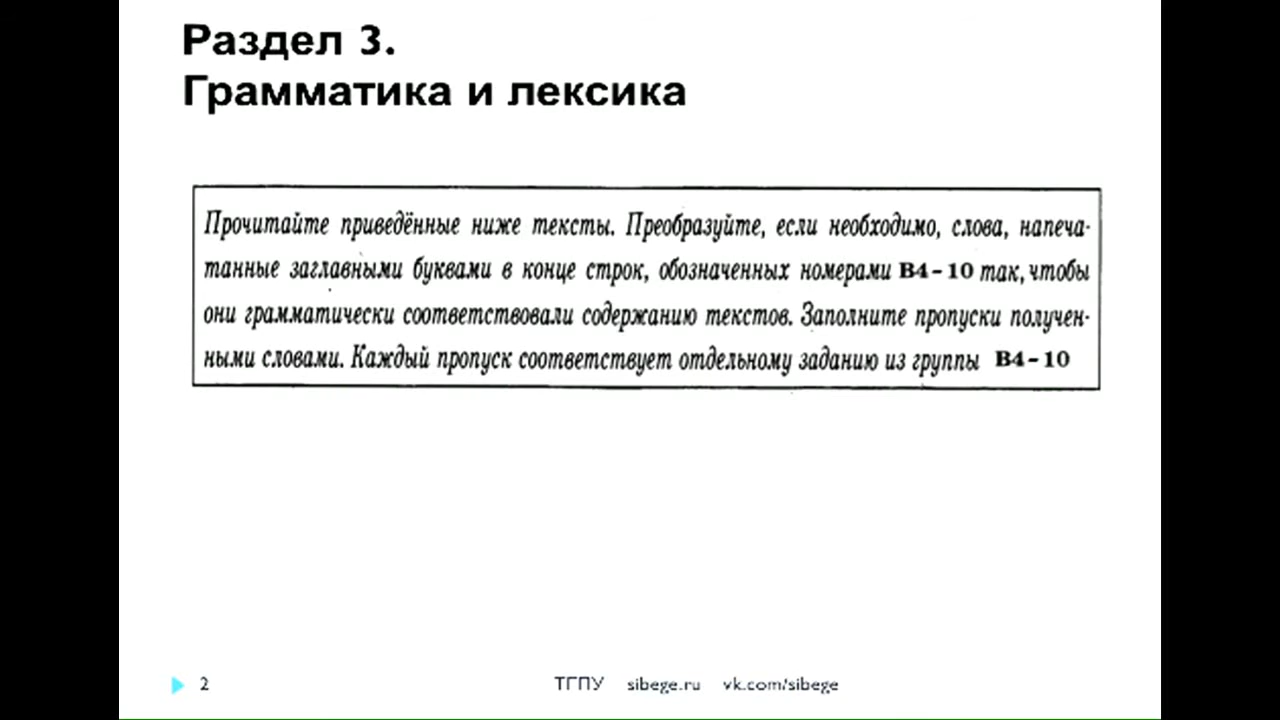 Раздел 3.
Грамматика и лексика
Прочитайте приведённые ниже тексты. Преобразуйте, если необходимо, слова, напеча-
танные заглавными буквами в конце строк, обозначенных номерами В4–10 так, чтобы
они грамматически соответствовали содержанию текстов. Заполните пропуски получен-
ными словами. Каждый пропуск соответствует отдельному заданию из группы В4–10
2 ТГПУ sibege.ru vk.com/sibege